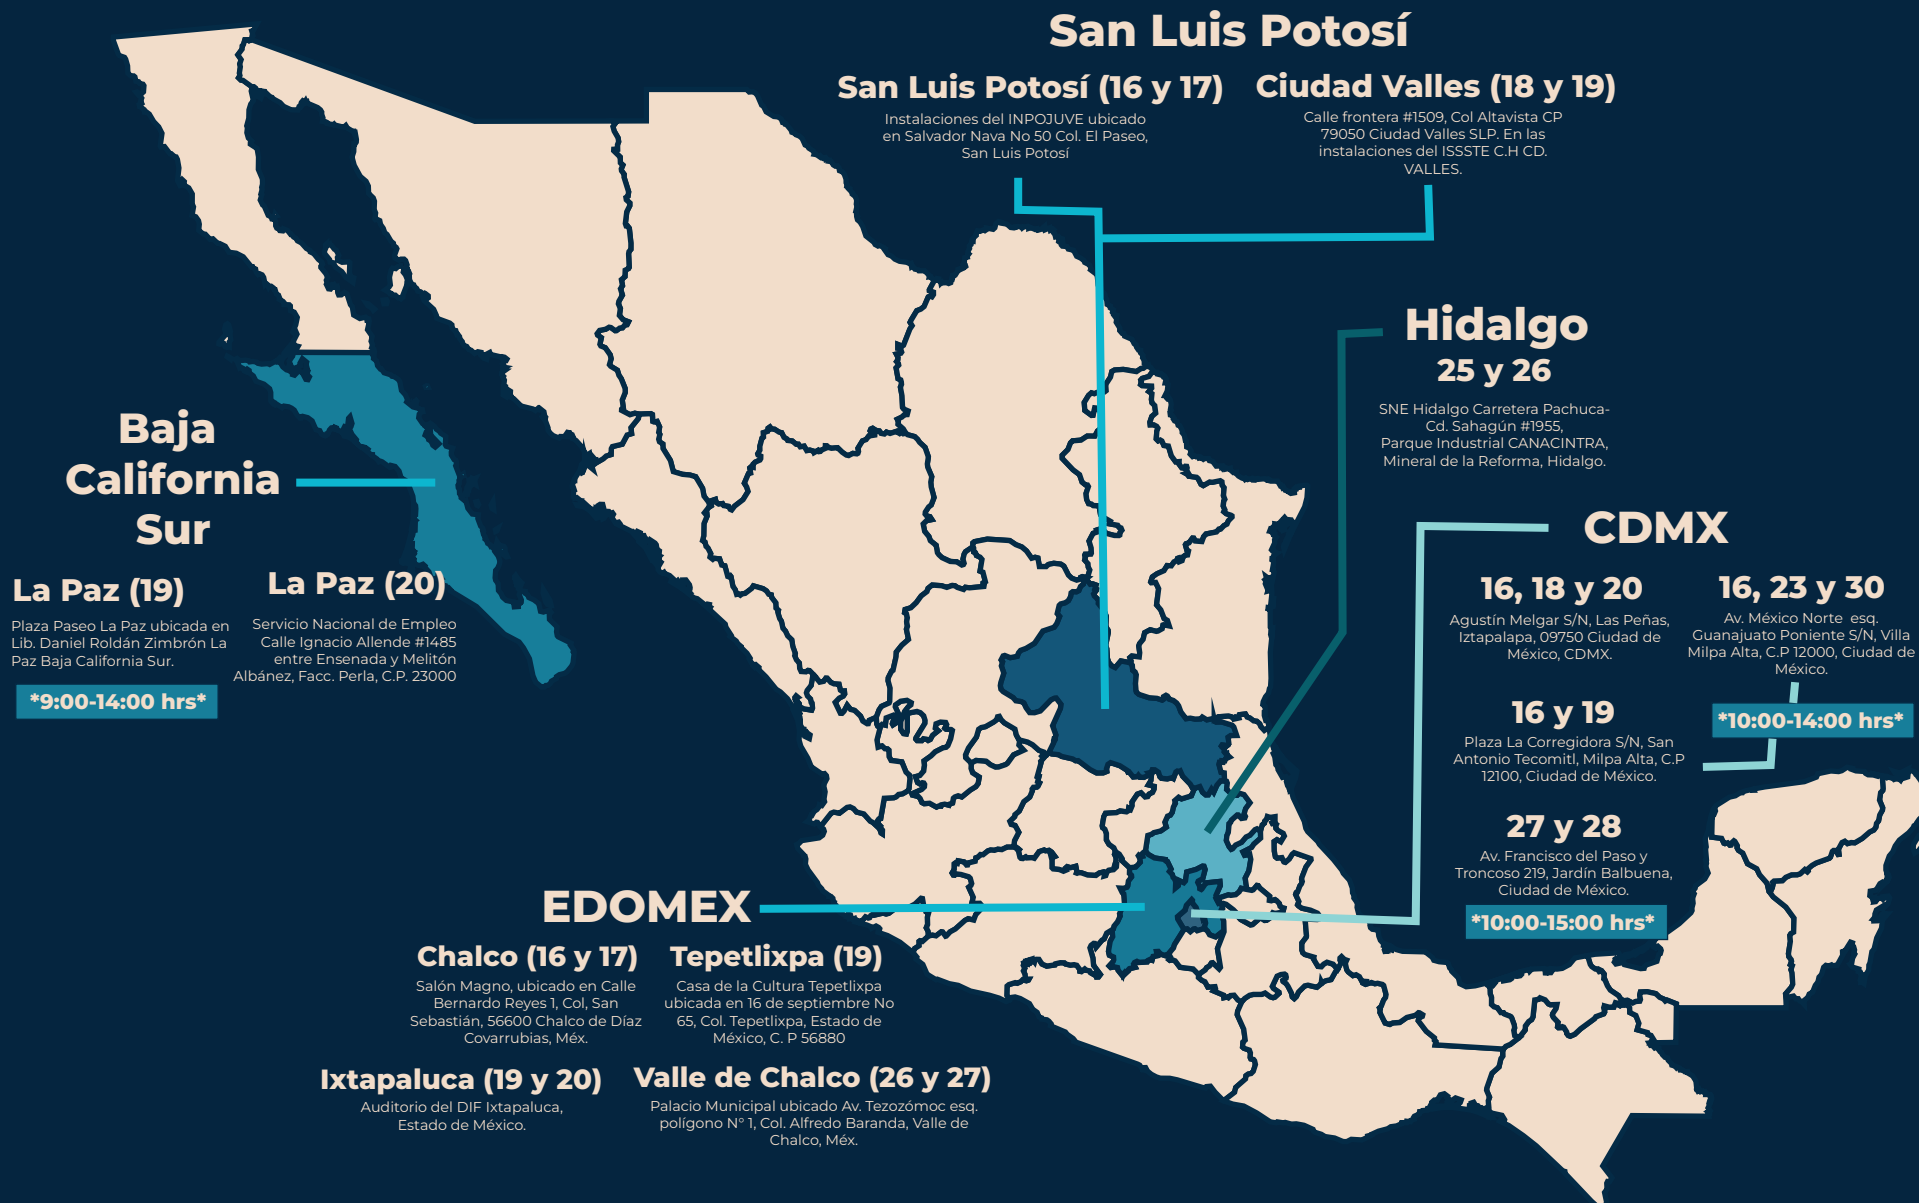 San Luis Potosí
San Luis Potosí (16 y 17)
Instalaciones del INPOJUVE ubicado
en Salvador Nava No 50 Col. El Paseo,
San Luis Potosí
Ciudad Valles (18 y 19)
Calle frontera #1509, Col Altavista CP
79050 Ciudad Valles SLP. En las
instalaciones del ISSSTE C.H CD.
VALLES.
Hidalgo
25 y 26
SNE Hidalgo Carretera Pachuca-
Cd. Sahagún #1955,
Parque Industrial CANACINTRA,
Mineral de la Reforma, Hidalgo.
Baja
California
Sur
La Paz (19)
Plaza Paseo La Paz ubicada en
Lib. Daniel Roldán Zimbrón La
Paz Baja California Sur.
*9:00-14:00 hrs*
La Paz (20)
Servicio Nacional de Empleo
Calle Ignacio Allende #1485
entre Ensenada y Melitón
Albánez, Facc. Perla, C.P. 23000
CDMX
16, 18 y 20
Agustín Melgar S/N, Las Peñas,
Iztapalapa, 09750 Ciudad de
México, CDMX.
16, 23 y 30
Av. México Norte esq.
Guanajuato Poniente S/N, Villa
Milpa Alta, C.P 12000, Ciudad de
México.
*10:00-14:00 hrs*
16 y 19
Plaza La Corregidora S/N, San
Antonio Tecomitl, Milpa Alta, C.P
12100, Ciudad de México.
27 y 28
Av. Francisco del Paso y
Troncoso 219, Jardín Balbuena,
Ciudad de México.
*10:00-15:00 hrs*
EDOMEX
Chalco (16 y 17)
Salón Magno, ubicado en Calle
Bernardo Reyes 1, Col, San
Sebastián, 56600 Chalco de Díaz
Covarrubias, Méx.
Tepetlixpa (19)
Casa de la Cultura Tepetlixpa
ubicada en 16 de septiembre No
65, Col. Tepetlixpa, Estado de
México, C. P 56880
Ixtapaluca (19 y 20)
Auditorio del DIF Ixtapaluca,
Estado de México.
Valle de Chalco (26 y 27)
Palacio Municipal ubicado Av. Tezozómoc esq.
polígono N° 1, Col. Alfredo Baranda, Valle de
Chalco, Méx.